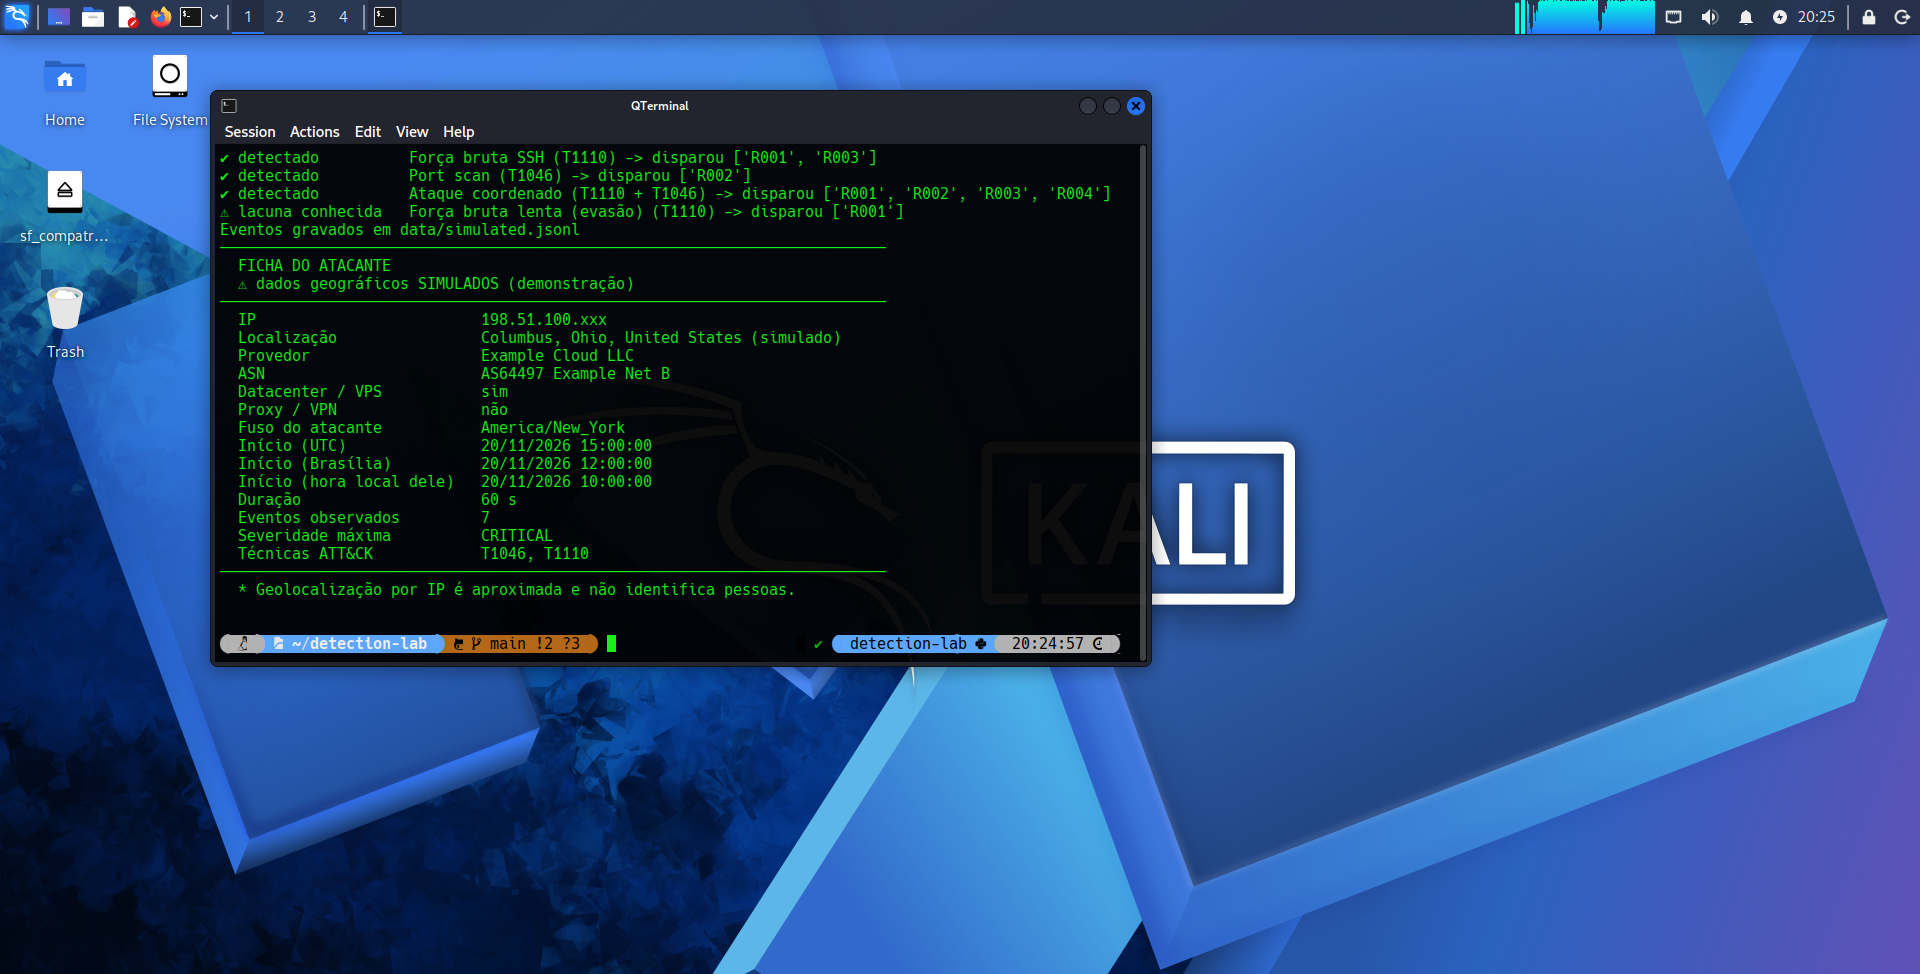 1 2 3 4
20:25
Home
File System
sf_compatr...
Trash
QTerminal
Session Actions Edit View Help
✔ detectado Força bruta SSH (T1110) -> disparou ['R001', 'R003']
✔ detectado Port scan (T1046) -> disparou ['R002']
✔ detectado Ataque coordenado (T1110 + T1046) -> disparou ['R001', 'R002', 'R003', 'R004']
⚠ lacuna conhecida Força bruta lenta (evasão) (T1110) -> disparou ['R001']
Eventos gravados em data/simulated.jsonl
FICHA DO ATACANTE
⚠ dados geográficos SIMULADOS (demonstração)
IP 198.51.100.xxx
Localização Columbus, Ohio, United States (simulado)
Provedor Example Cloud LLC
ASN AS64497 Example Net B
Datacenter / VPS sim
Proxy / VPN não
Fuso do atacante America/New_York
Início (UTC) 20/11/2026 15:00:00
Início (Brasília) 20/11/2026 12:00:00
Início (hora local dele) 20/11/2026 10:00:00
Duração 60 s
Eventos observados 7
Severidade máxima CRITICAL
Técnicas ATT&CK T1046, T1110
* Geolocalização por IP é aproximada e não identifica pessoas.
~/detection-lab main !2 ?3 ✔ detection-lab 20:24:57
KALI